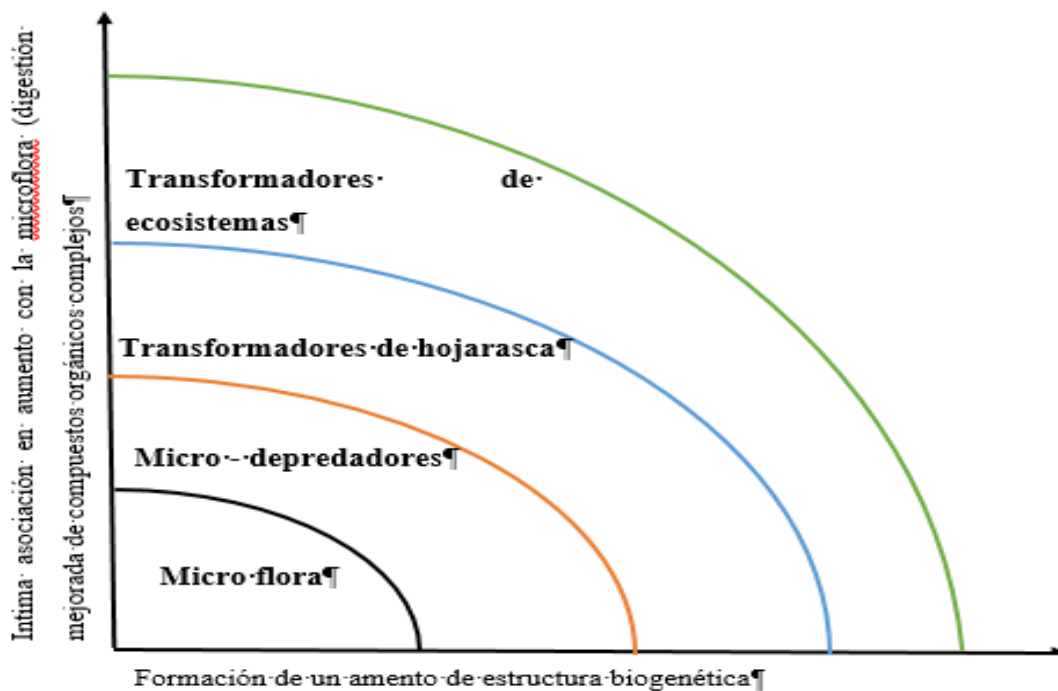 Intima asociación en aumento con la microflora (digestión
mejorada de compuestos orgánicos complejos¶
Transformadores· de·
ecosistemas¶
Transformadores·de·hojarasca¶
Micro·-·depredadores¶
Micro·flora¶
Formación·de·un·amento·de·estructura·biogenética¶